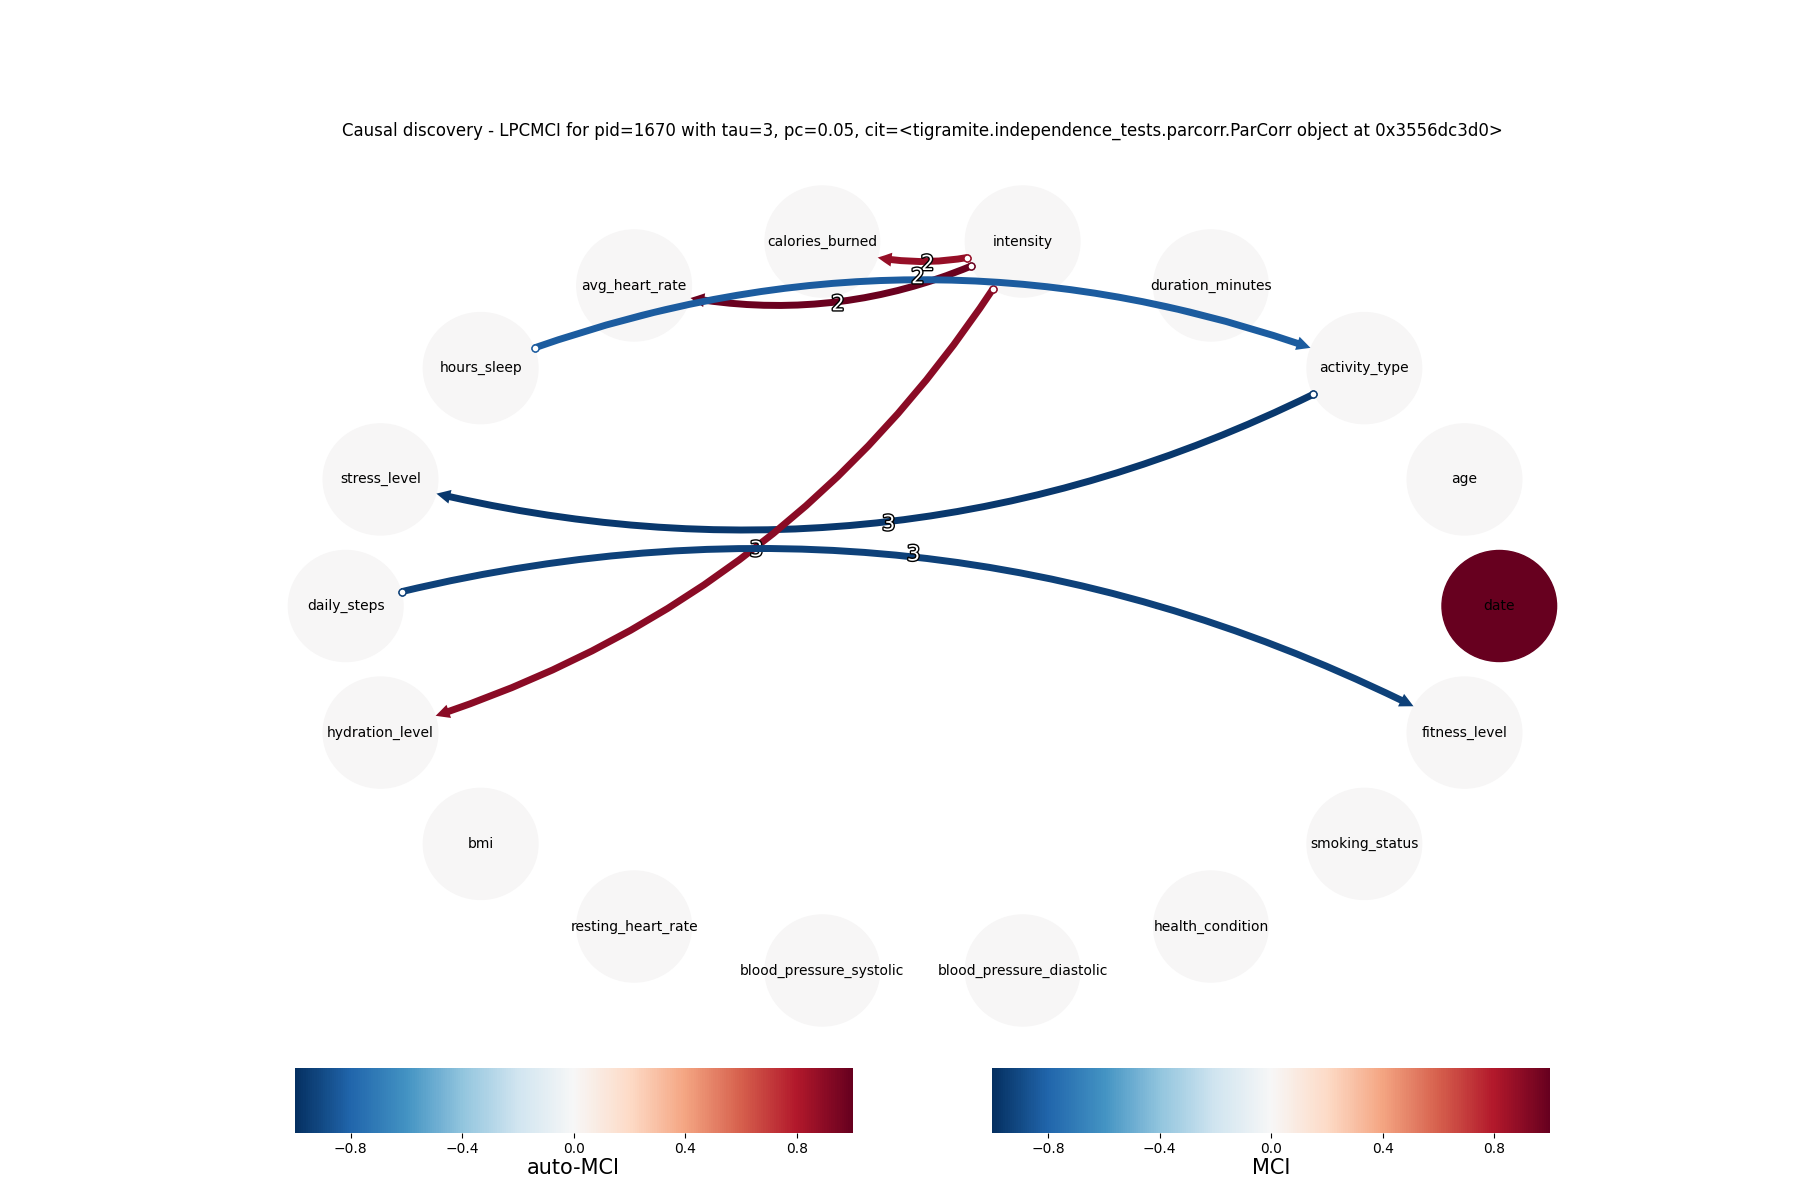 Causal discovery - LPCMCI for pid=1670 with tau=3, pc=0.05, cit=<tigramite.independence_tests.parcorr.ParCorr object at 0x3556dc3d0>
calories_burned
intensity
2
2
avg_heart_rate
duration_minutes
2
hours_sleep
activity_type
stress_level
age
3
3
3
daily_steps
date
hydration_level
fitness_level
bmi
smoking_status
resting_heart_rate
health_condition
blood_pressure_systolic
blood_pressure_diastolic
−0.8 −0.4 0.0 0.4 0.8
auto-MCI
−0.8 −0.4 0.0 0.4 0.8
MCI